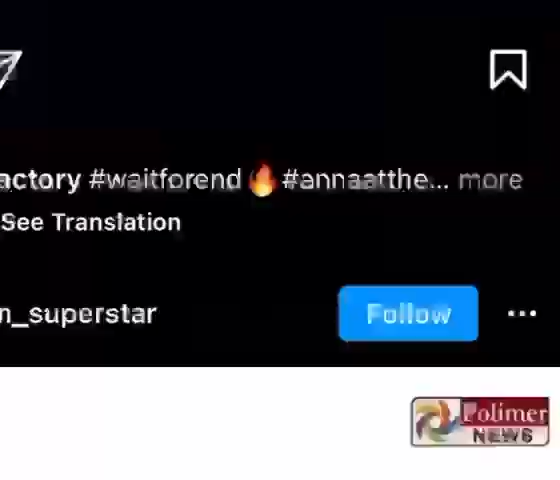 actory #waitforend🔥#annaatthe... more
See Translation
n_superstar
Follow
Polimer
NEWS